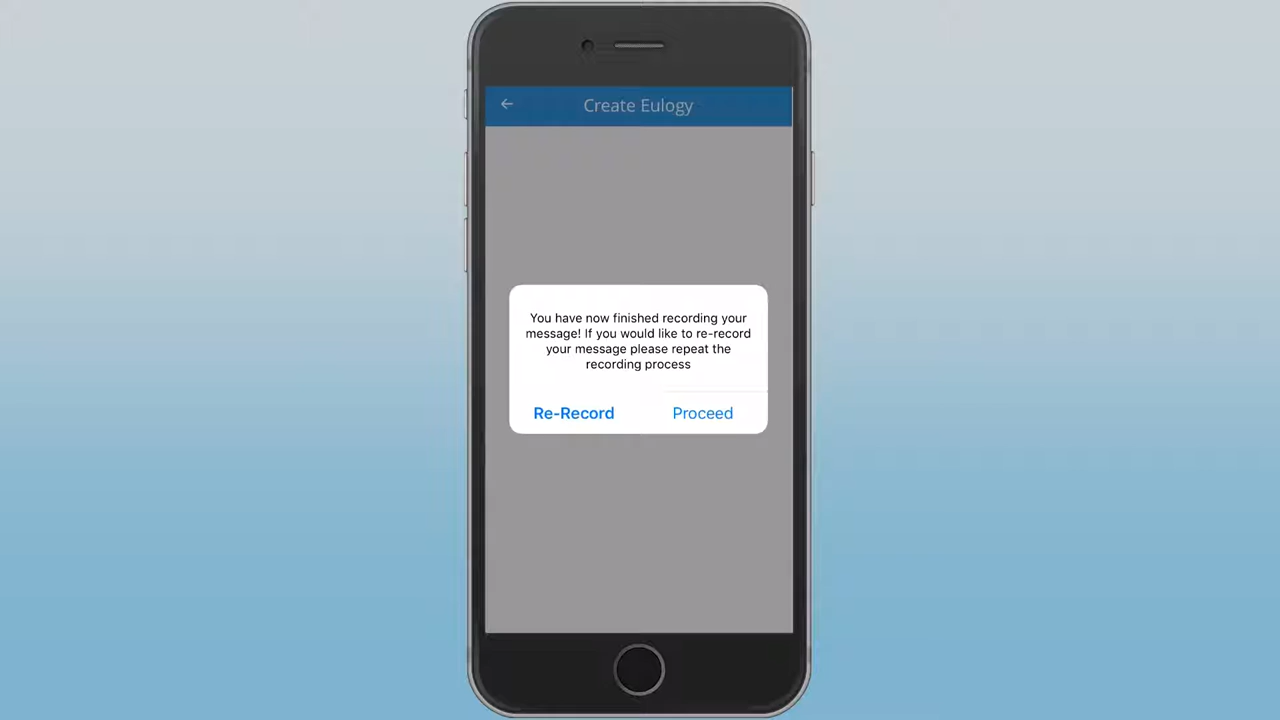 Create Eulogy
You have now finished recording your
message! If you would like to re-record
your message please repeat the
recording process
Re-Record Proceed